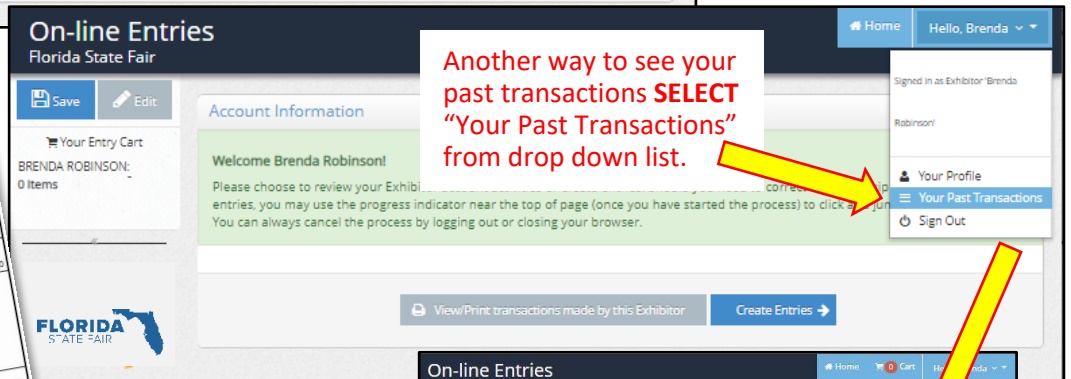 On-line Entries
Florida State Fair
Home
Hello, Brenda
Another way to see your
past transactions SELECT
“Your Past Transactions”
from drop down list.
Signed in as Exhibitor 'Brenda
Robinson'
Your Profile
Your Past Transactions
Sign Out
Save
Edit
Your Entry Cart
BRENDA ROBINSON:
0 Items
Account Information
Welcome Brenda Robinson!
Please choose to review your
entries, you may use the progress indicator near the top of page (once you have started the process) to click
You can always cancel the process by logging out or closing your browser.
View/Print transactions made by this Exhibitor
Create Entries
FLORIDA
STATE FAIR
On-line Entries
Home
0 Cart